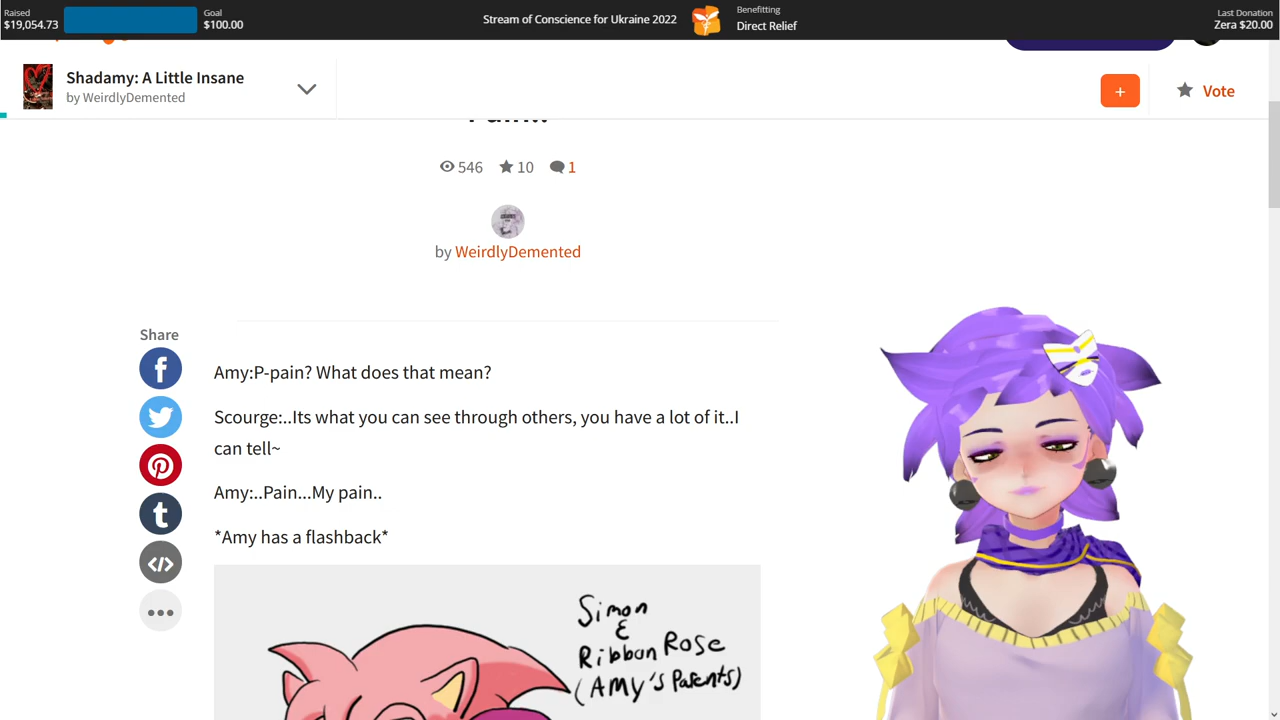 Raised
$19,054.73
Goal
$100.00
Stream of Conscience for Ukraine 2022
Benefitting
Direct Relief
Last Donation
Zera $20.00
Shadamy: A Little Insane
by WeirdlyDemented
+
Vote
546
10
1
by WeirdlyDemented
Share
Amy:P-pain? What does that mean?
Scourge:..Its what you can see through others, you have a lot of it..I
can tell~
Amy:..Pain...My pain..
*Amy has a flashback*
Simon
&
Ribbon Rose
(Amy's Parents)